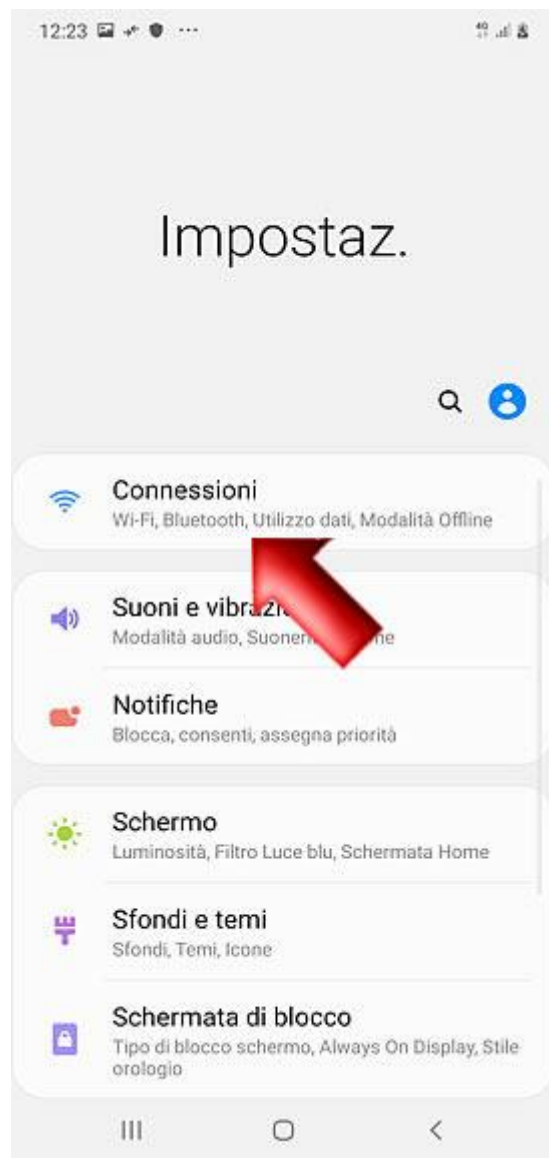 12:23
Impostaz.
Connessioni
Wi-Fi, Bluetooth, Utilizzo dati, Modalità Offline
Suoni e
Modalità audio,
Notifiche
Blocca, consenti, assegna priorità
Schermo
Luminosità, Filtro Luce blu, Schermata Home
Sfondi e temi
Sfondi, Temi, Icone
Schermata di blocco
Tipo di blocco schermo, Always On Display, Stile
orologio